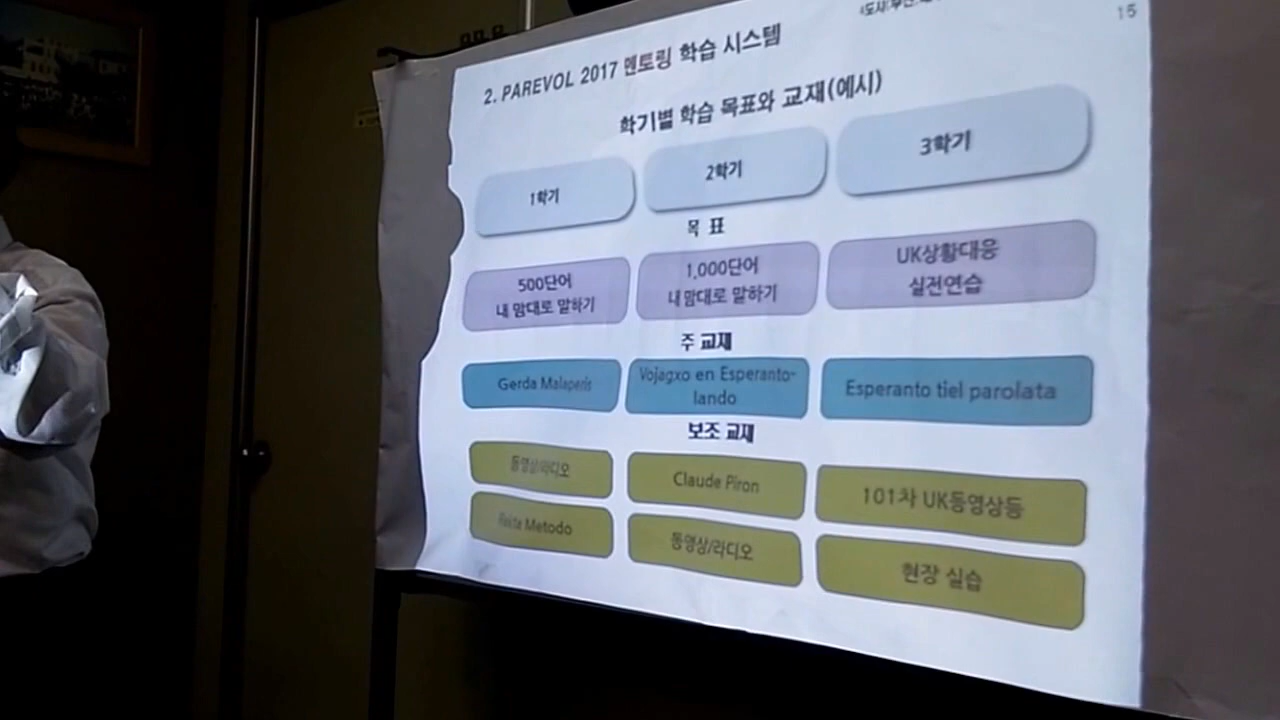 15
2. PAREVOL 2017 멘토링 학습 시스템
학기별 학습 목표와 교재(예시)
1학기
2학기
3학기
목 표
500단어
내 맘대로 말하기
1,000단어
내 맘대로 말하기
UK상황대응
실전연습
주 교재
Gerda Malaperis
Vojagxo en Esperanto-
lando
Esperanto tiel parolata
보조 교재
동영상/라디오
Claude Piron
101차 UK동영상등
Rekta Metodo
동영상/라디오
현장 실습